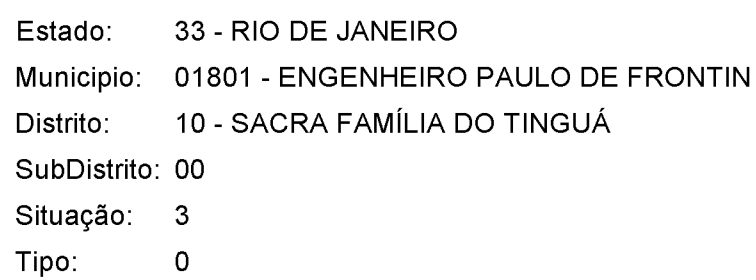 Estado: 33 - RIO DE JANEIRO
Municipio: 01801 - ENGENHEIRO PAULO DE FRONTIN
Distrito: 10 - SACRA FAMÍLIA DO TINGUÁ
SubDistrito: 00
Situação: 3
Tipo: 0